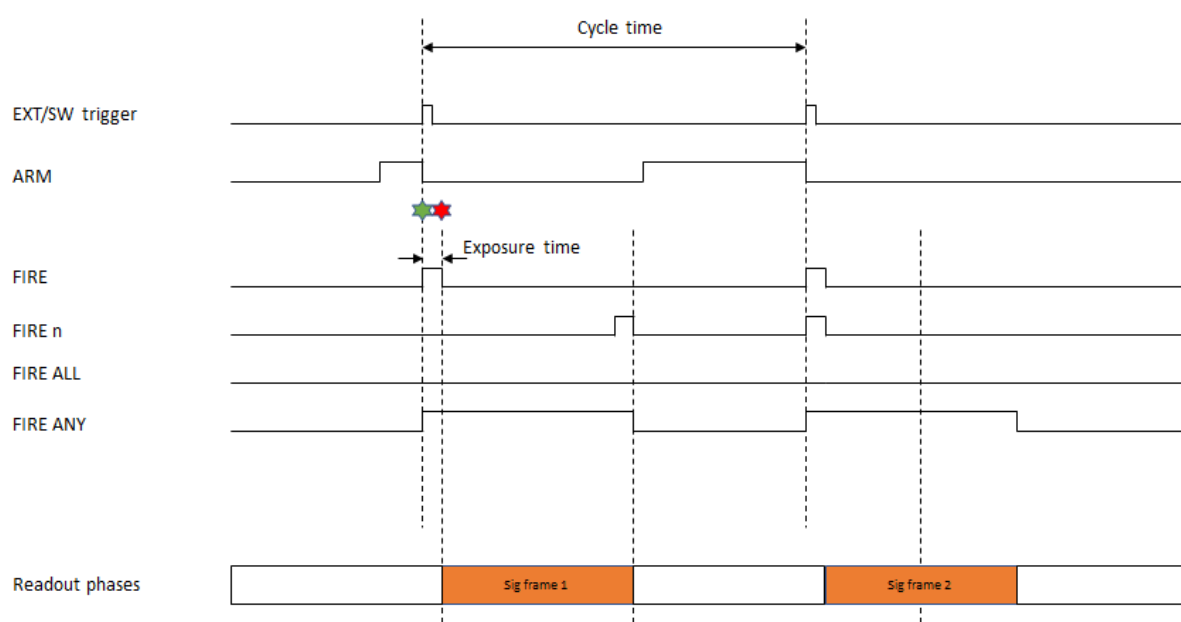 Cycle time
EXT/SW trigger
ARM
Exposure time
FIRE
FIRE n
FIRE ALL
FIRE ANY
Readout phases
Sig frame 1
Sig frame 2